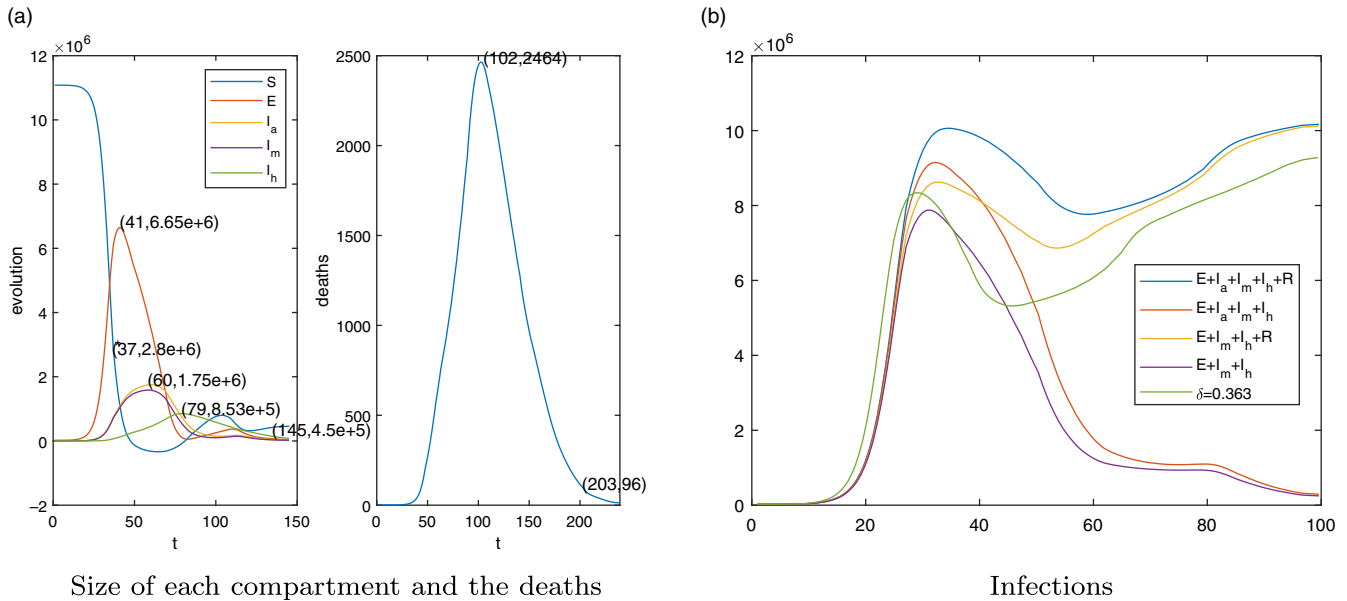 (a)
×10⁶
12
10
8
6
4
2
0
−2
evolution
S
E
I_a
I_m
I_h
(41,6.65e+6)
(37,2.8e+6)
(60,1.75e+6)
(79,8.53e+5)
(145,4.5e+5)
0 50 100 150
t
2500
2000
1500
1000
500
0
deaths
(102,2464)
(203,96)
0 50 100 150 200
t
Size of each compartment and the deaths
(b)
×10⁶
12
10
8
6
4
2
0
E+I_a+I_m+I_h+R
E+I_a+I_m+I_h
E+I_m+I_h+R
E+I_m+I_h
δ=0.363
0 20 40 60 80 100
Infections